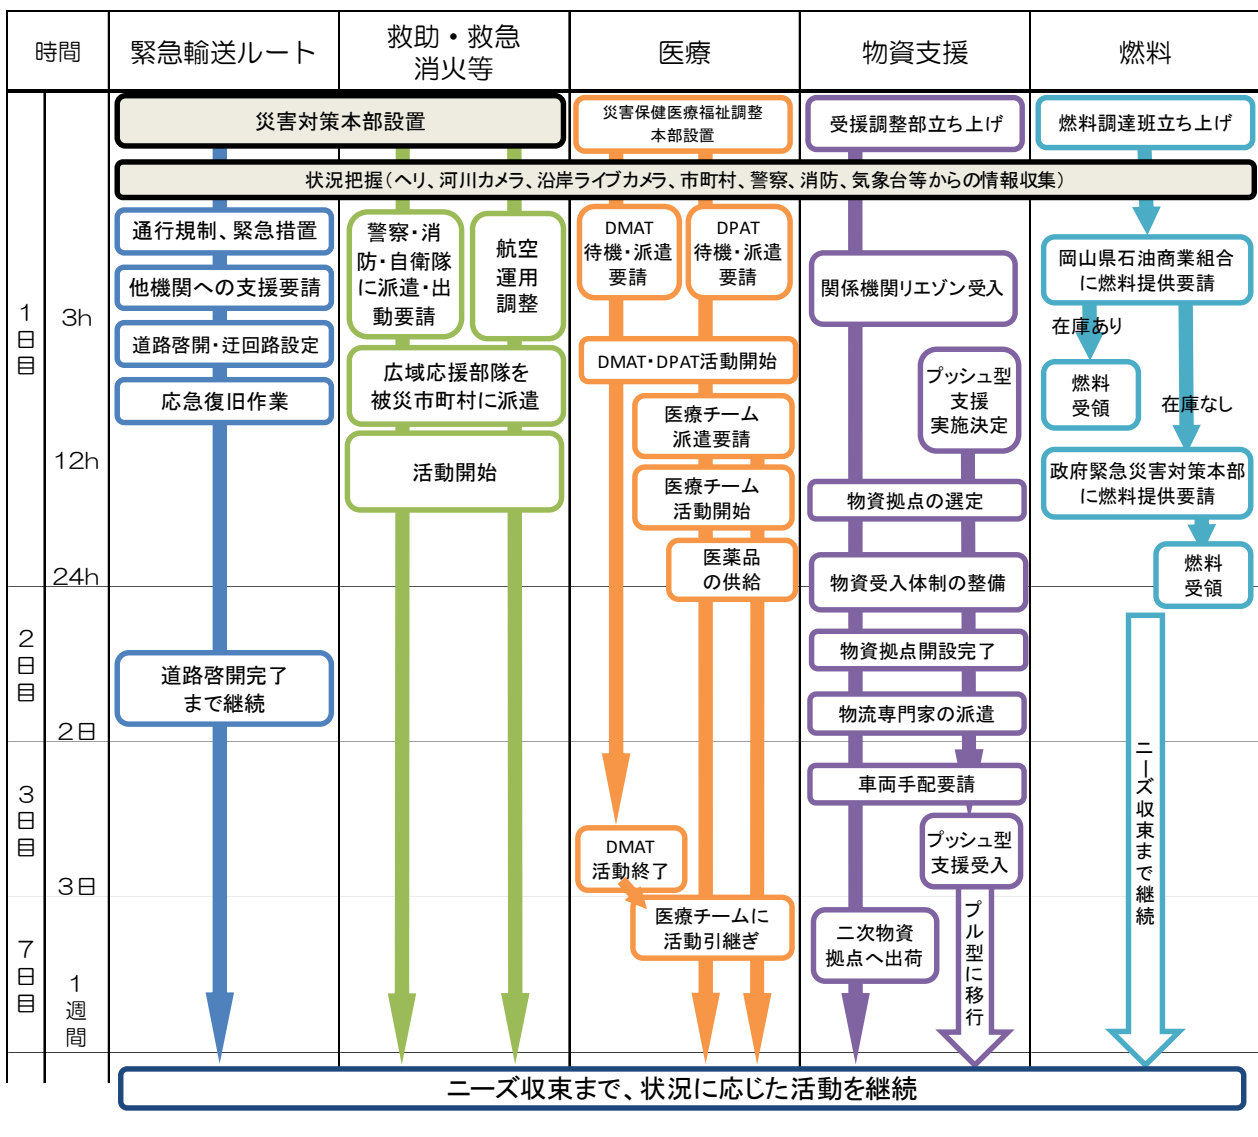 時間
緊急輸送ルート
救助・救急
消火等
医療
物資支援
燃料
災害対策本部設置
災害保健医療福祉調整
本部設置
受援調整部立ち上げ
燃料調達班立ち上げ
状況把握(ヘリ、河川カメラ、沿岸ライブカメラ、市町村、警察、消防、気象台等からの情報収集)
1
日
目
3h
12h
24h
2
日
目
2日
3
日
目
3日
7
日
目
1
週
間
通行規制、緊急措置
他機関への支援要請
道路啓開・迂回路設定
応急復旧作業
道路啓開完了
まで継続
警察・消
防・自衛隊
に派遣・出
動要請
航空
運用
調整
広域応援部隊を
被災市町村に派遣
活動開始
DMAT
待機・派遣
要請
DPAT
待機・派遣
要請
DMAT・DPAT活動開始
医療チーム
派遣要請
医療チーム
活動開始
医薬品
の供給
DMAT
活動終了
医療チームに
活動引継ぎ
関係機関リエゾン受入
プッシュ型
支援
実施決定
物資拠点の選定
物資受入体制の整備
物資拠点開設完了
物流専門家の派遣
車両手配要請
プッシュ型
支援受入
二次物資
拠点へ出荷
プル型に移行
岡山県石油商業組合
に燃料提供要請
在庫あり
燃料
受領
在庫なし
政府緊急災害対策本部
に燃料提供要請
燃料
受領
ニーズ収束まで継続
ニーズ収束まで、状況に応じた活動を継続